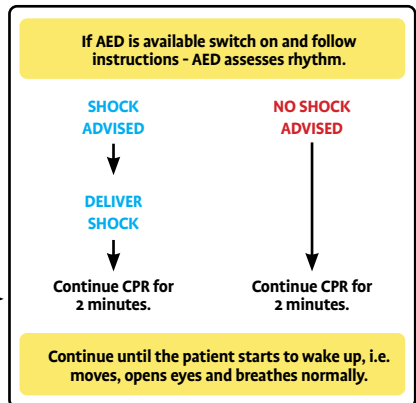 If AED is available switch on and follow
instructions - AED assesses rhythm.
SHOCK
ADVISED
DELIVER
SHOCK
Continue CPR for
2 minutes.
NO SHOCK
ADVISED
Continue CPR for
2 minutes.
Continue until the patient starts to wake up, i.e.
moves, opens eyes and breathes normally.